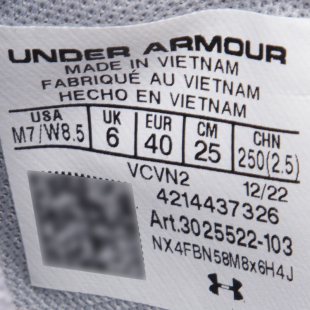 UNDER ARMOUR
MADE IN VIETNAM
FABRIQUÉ AU VIETNAM
HECHO EN VIETNAM
USA UK EUR CM CHN
M7/W8.5 6 40 25 250(2.5)
VCVN2 12/22
4214437326
Art.3025522-103
NX4FBN58M8x6H4J